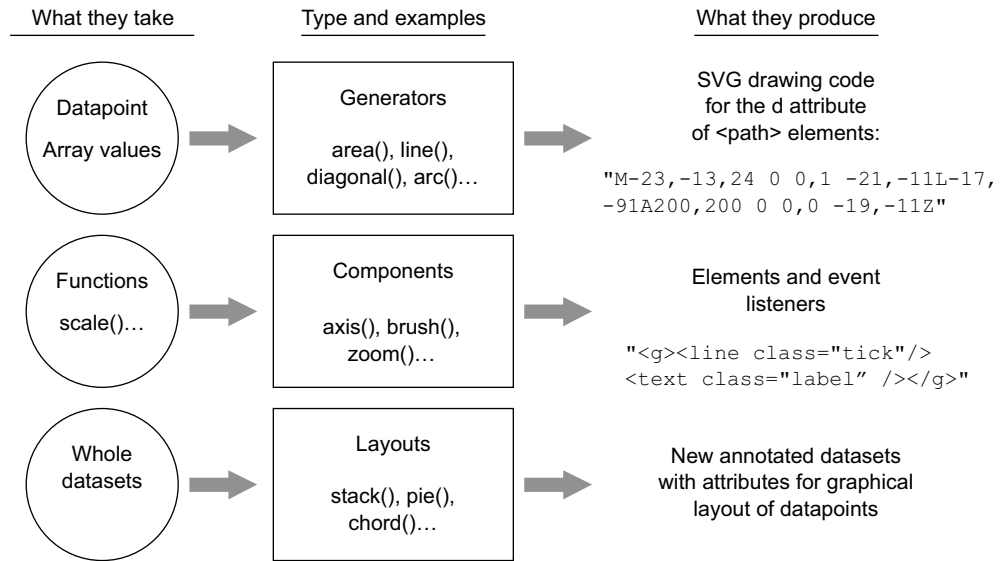 What they take
Type and examples
What they produce
Datapoint
Array values
Generators
area(), line(),
diagonal(), arc()…
SVG drawing code
for the d attribute
of <path> elements:
"M-23,-13,24 0 0,1 -21,-11L-17,
-91A200,200 0 0,0 -19,-11Z"
Functions
scale()…
Components
axis(), brush(),
zoom()…
Elements and event
listeners
"<g><line class="tick"/>
<text class="label” /></g>"
Whole
datasets
Layouts
stack(), pie(),
chord()…
New annotated datasets
with attributes for graphical
layout of datapoints